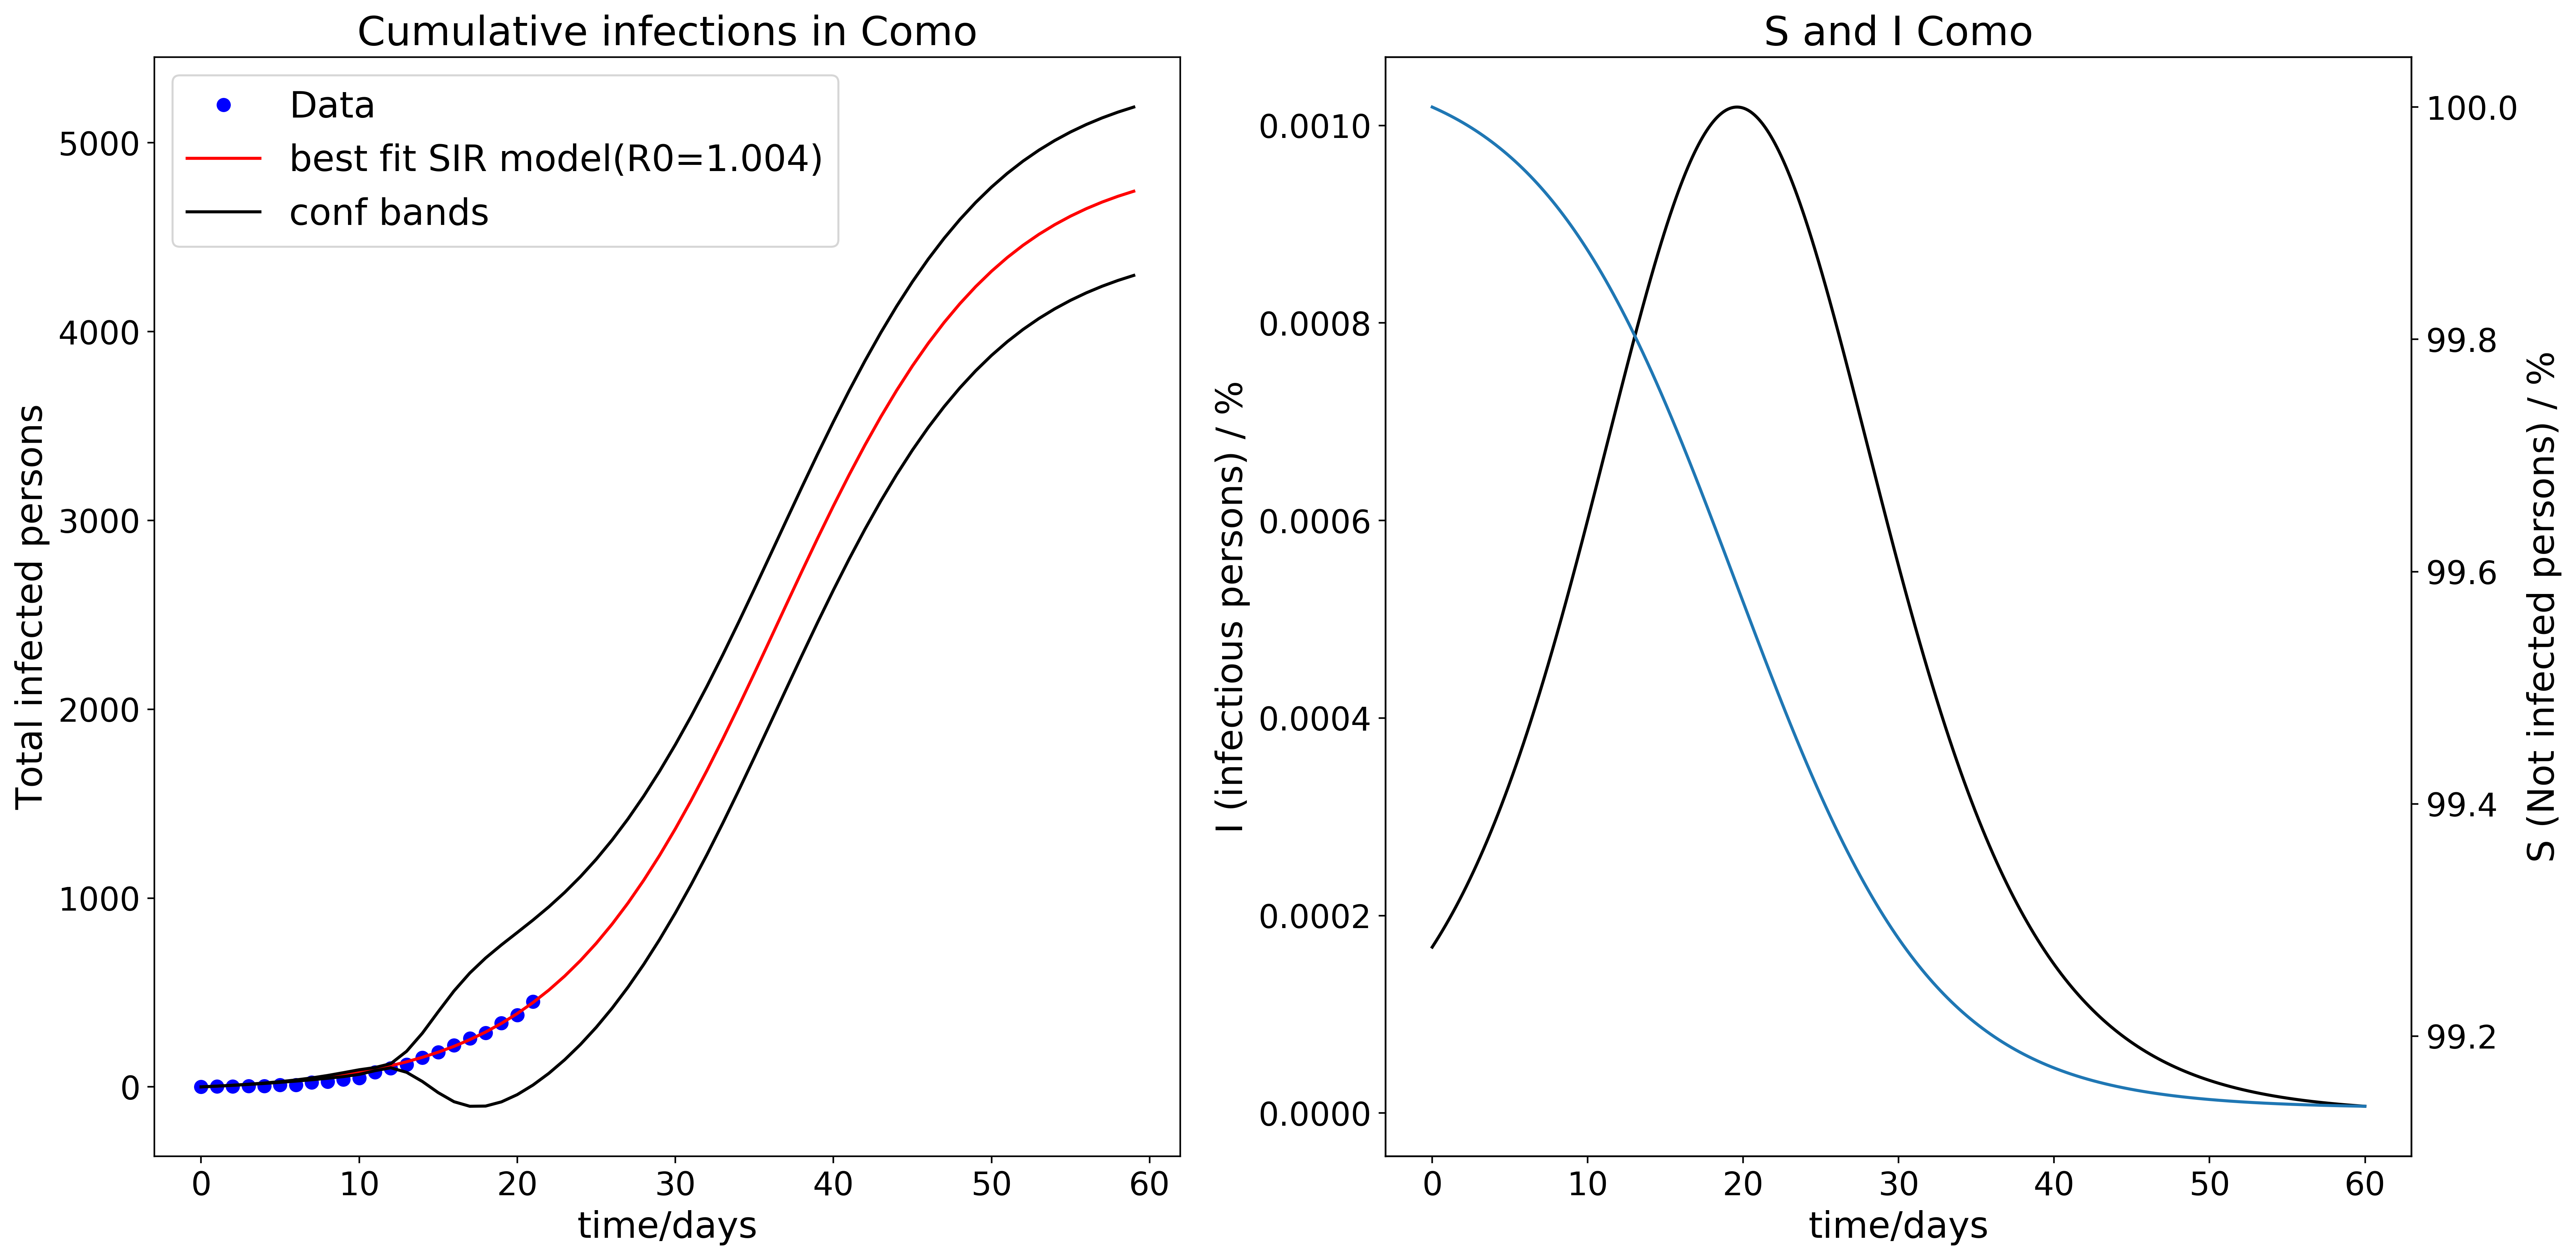 Cumulative infections in Como
Data
best fit SIR model(R0=1.004)
conf bands
5000
4000
3000
2000
1000
0
Total infected persons
0 10 20 30 40 50 60
time/days
S and I Como
0.0010
0.0008
0.0006
0.0004
0.0002
0.0000
I (infectious persons) / %
100.0
99.8
99.6
99.4
99.2
S (Not infected persons) / %
0 10 20 30 40 50 60
time/days